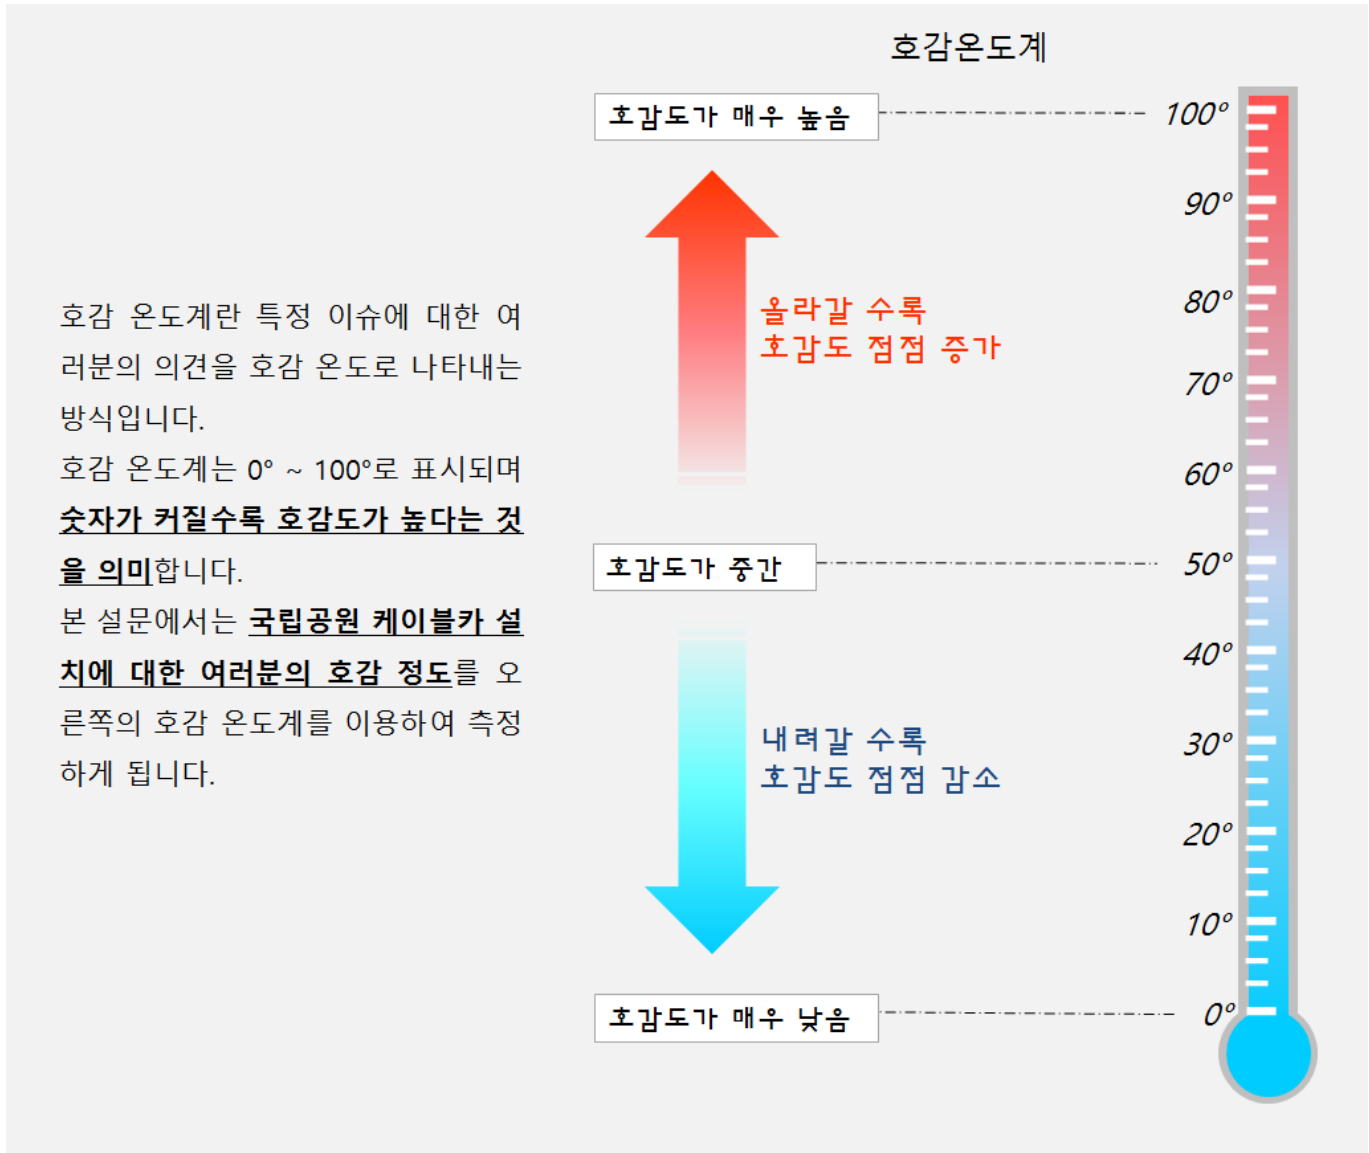 호감온도계
호감 온도계란 특정 이슈에 대한 여
러분의 의견을 호감 온도로 나타내는
방식입니다.
호감 온도계는 0° ~ 100°로 표시되며
숫자가 커질수록 호감도가 높다는 것
을 의미합니다.
본 설문에서는 국립공원 케이블카 설
치에 대한 여러분의 호감 정도를 오
른쪽의 호감 온도계를 이용하여 측정
하게 됩니다.
호감도가 매우 높음
올라갈 수록
호감도 점점 증가
호감도가 중간
내려갈 수록
호감도 점점 감소
호감도가 매우 낮음
100°
90°
80°
70°
60°
50°
40°
30°
20°
10°
0°